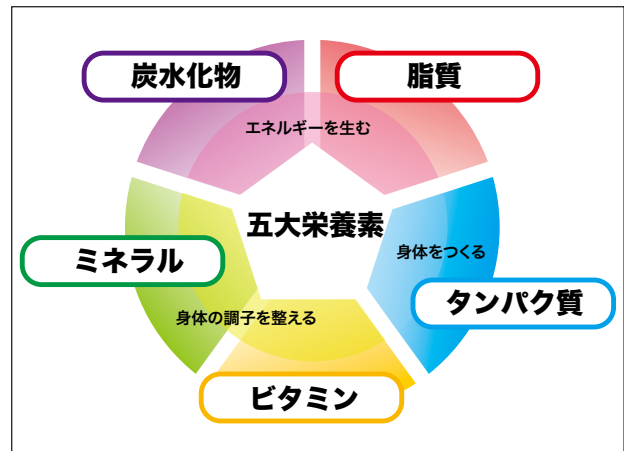 炭水化物
脂質
エネルギーを生む
五大栄養素
身体をつくる
ミネラル
タンパク質
身体の調子を整える
ビタミン